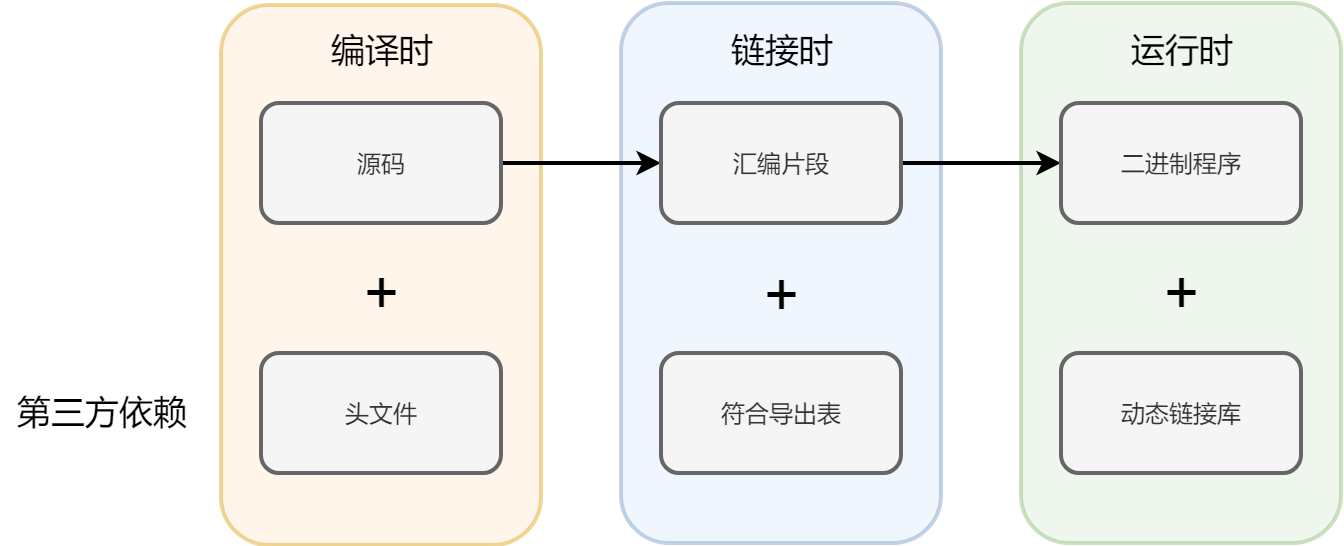 编译时
链接时
运行时
源码
汇编片段
二进制程序
+
+
+
第三方依赖
头文件
符合导出表
动态链接库